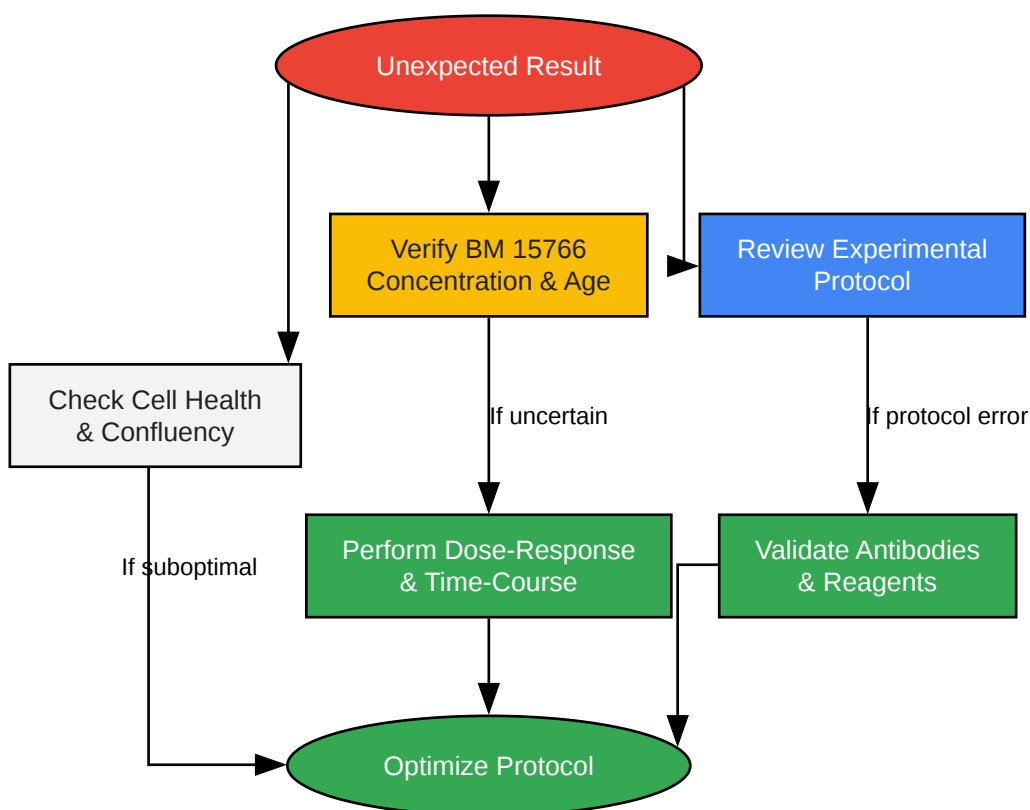 Unexpected Result
Verify BM 15766
Concentration & Age
Review Experimental
Protocol
Check Cell Health
& Confluency
If uncertain
If protocol error
Perform Dose-Response
& Time-Course
Validate Antibodies
& Reagents
If suboptimal
Optimize Protocol